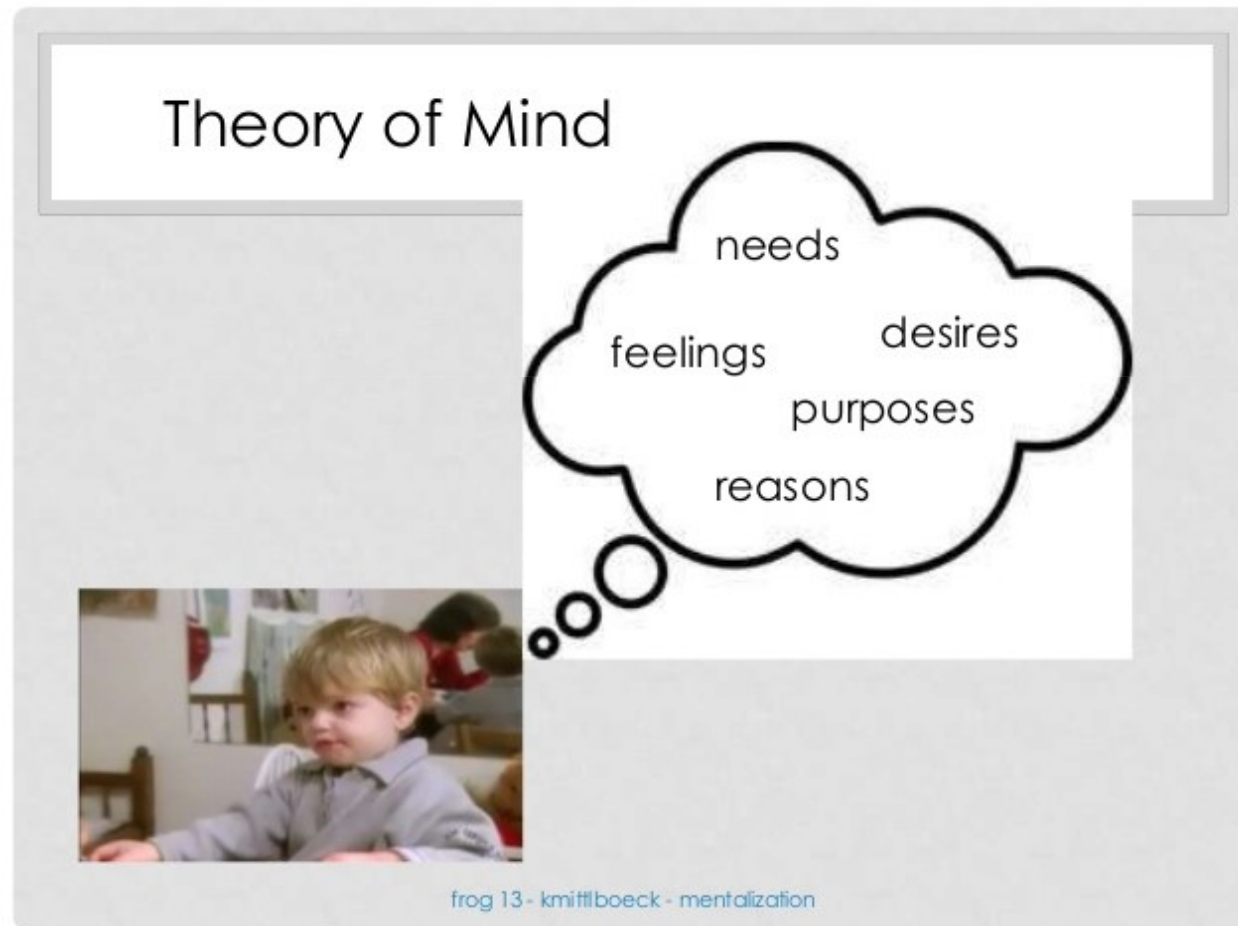 Theory of Mind
needs
desires
feelings
purposes
reasons
frog 13 - kmittlboeck - mentalization